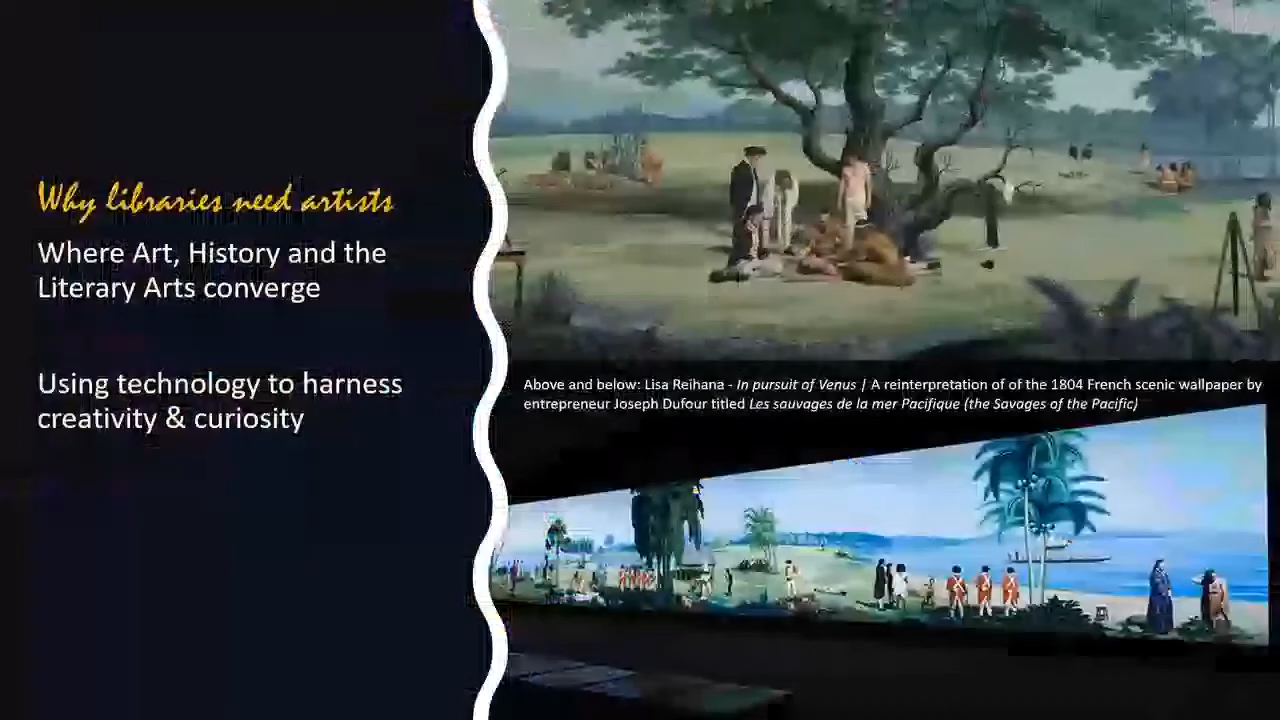 Why libraries need artists
Where Art, History and the
Literary Arts converge
Using technology to harness
creativity & curiosity
Above and below: Lisa Reihana - In pursuit of Venus | A reinterpretation of of the 1804 French scenic wallpaper by
entrepreneur Joseph Dufour titled Les sauvages de la mer Pacifique (the Savages of the Pacific)